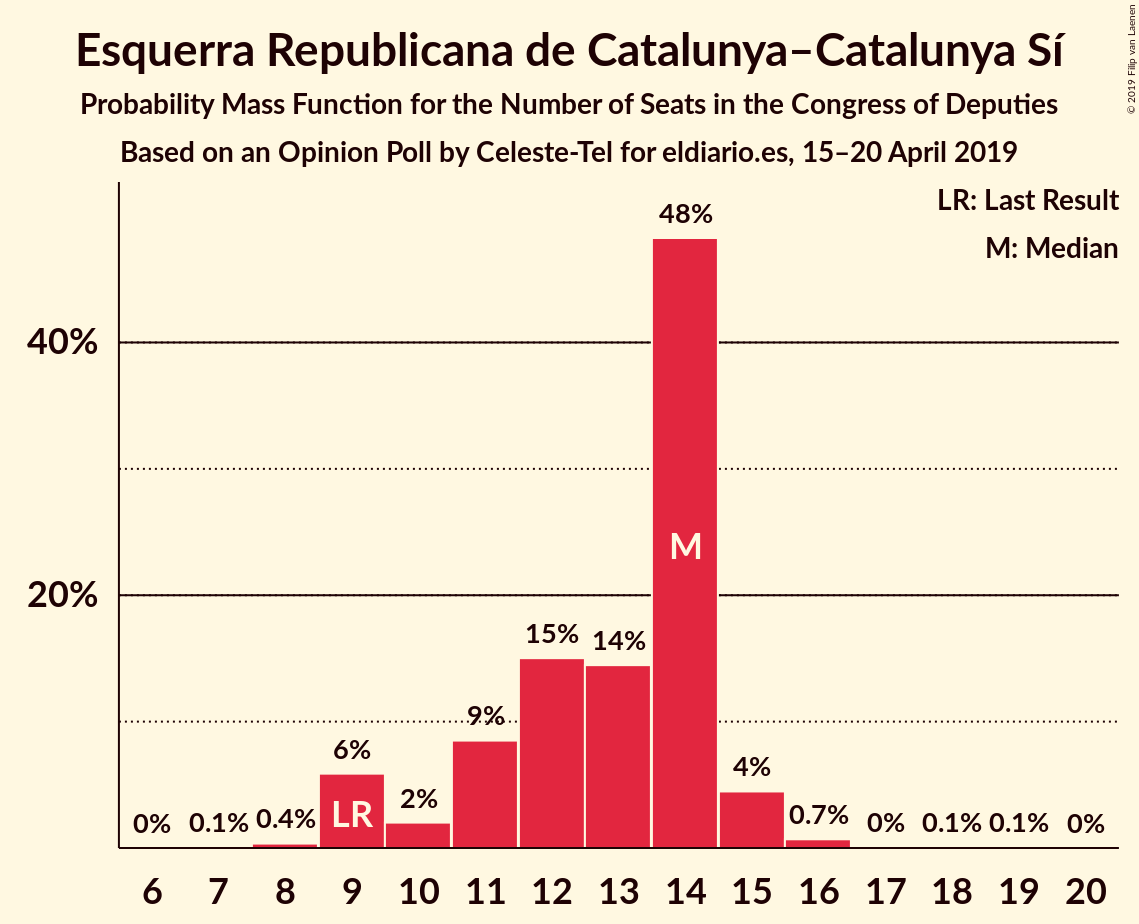 Esquerra Republicana de Catalunya–Catalunya Sí
Probability Mass Function for the Number of Seats in the Congress of Deputies
Based on an Opinion Poll by Celeste-Tel for eldiario.es, 15–20 April 2019
© 2019 Filip van Laenen
LR: Last Result
M: Median
40%
20%
0% 0.1% 0.4% 6% 2% 9% 15% 14% 48% 4% 0.7% 0% 0.1% 0.1% 0%
LR
M
6 7 8 9 10 11 12 13 14 15 16 17 18 19 20